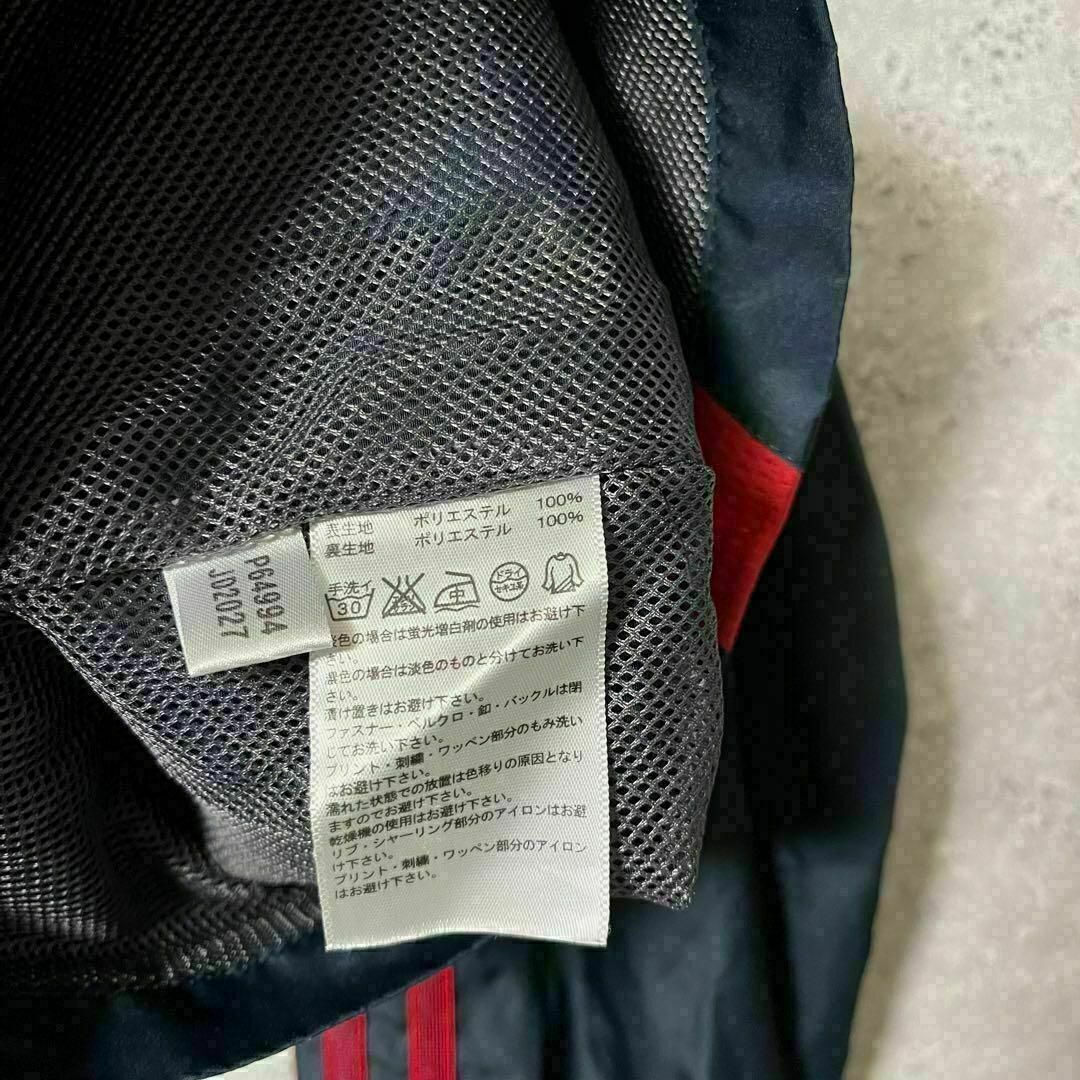 P64994
J02027
表生地 ポリエステル 100%
裏生地 ポリエステル 100%
手洗イ
30
中
ドライ
セキユ系
淡色の場合は蛍光増白剤の使用はお避け下
さい。
濃色の場合は淡色のものと分けてお洗い下
さい。
漬け置きはお避け下さい。
ファスナー・ベルクロ・釦・バックルは閉
じてお洗い下さい。
プリント・刺繍・ワッペン部分のもみ洗い
はお避け下さい。
濡れた状態での放置は色移りの原因となり
ますのでお避け下さい。
乾燥機の使用はお避け下さい。
リブ・シャーリング部分のアイロンはお避
け下さい。
プリント・刺繍・ワッペン部分のアイロン
はお避け下さい。